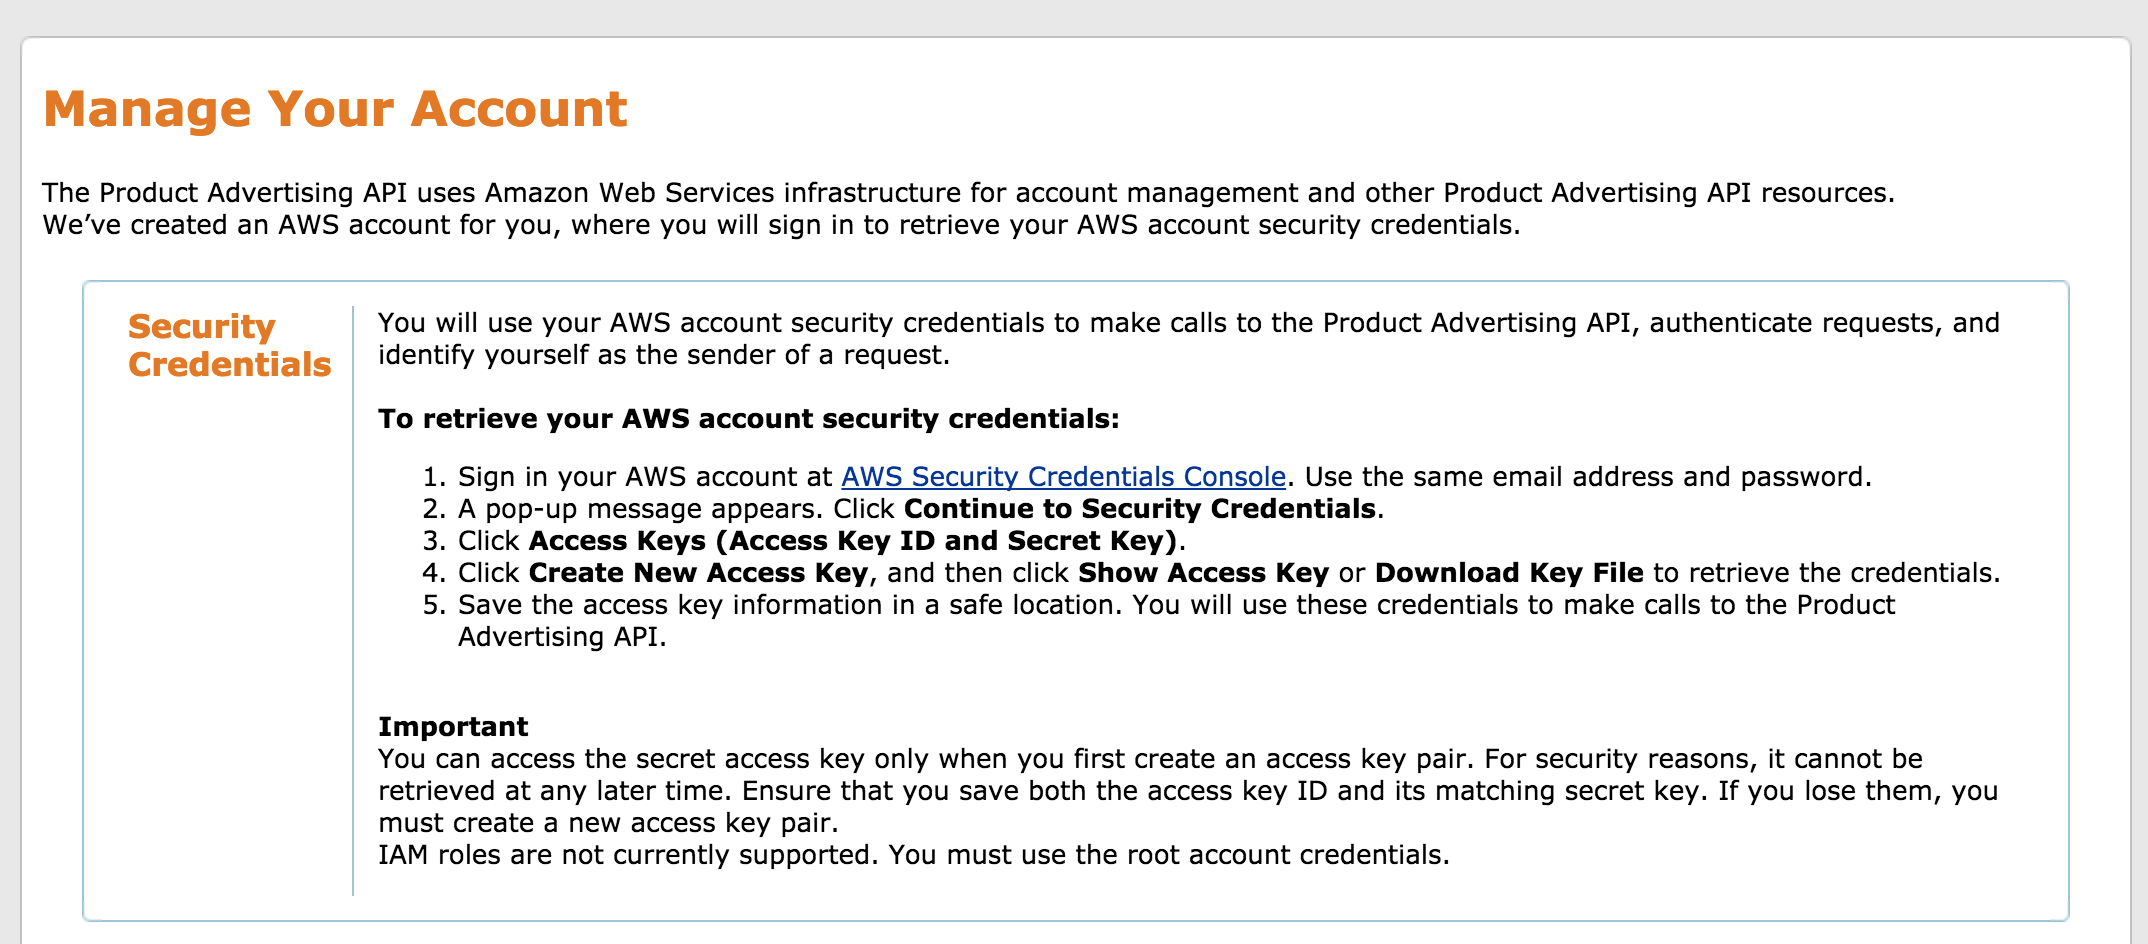 Manage Your Account
The Product Advertising API uses Amazon Web Services infrastructure for account management and other Product Advertising API resources.
We’ve created an AWS account for you, where you will sign in to retrieve your AWS account security credentials.
Security
Credentials
You will use your AWS account security credentials to make calls to the Product Advertising API, authenticate requests, and
identify yourself as the sender of a request.
To retrieve your AWS account security credentials:
1. Sign in your AWS account at AWS Security Credentials Console. Use the same email address and password.
2. A pop-up message appears. Click Continue to Security Credentials.
3. Click Access Keys (Access Key ID and Secret Key).
4. Click Create New Access Key, and then click Show Access Key or Download Key File to retrieve the credentials.
5. Save the access key information in a safe location. You will use these credentials to make calls to the Product
Advertising API.
Important
You can access the secret access key only when you first create an access key pair. For security reasons, it cannot be
retrieved at any later time. Ensure that you save both the access key ID and its matching secret key. If you lose them, you
must create a new access key pair.
IAM roles are not currently supported. You must use the root account credentials.